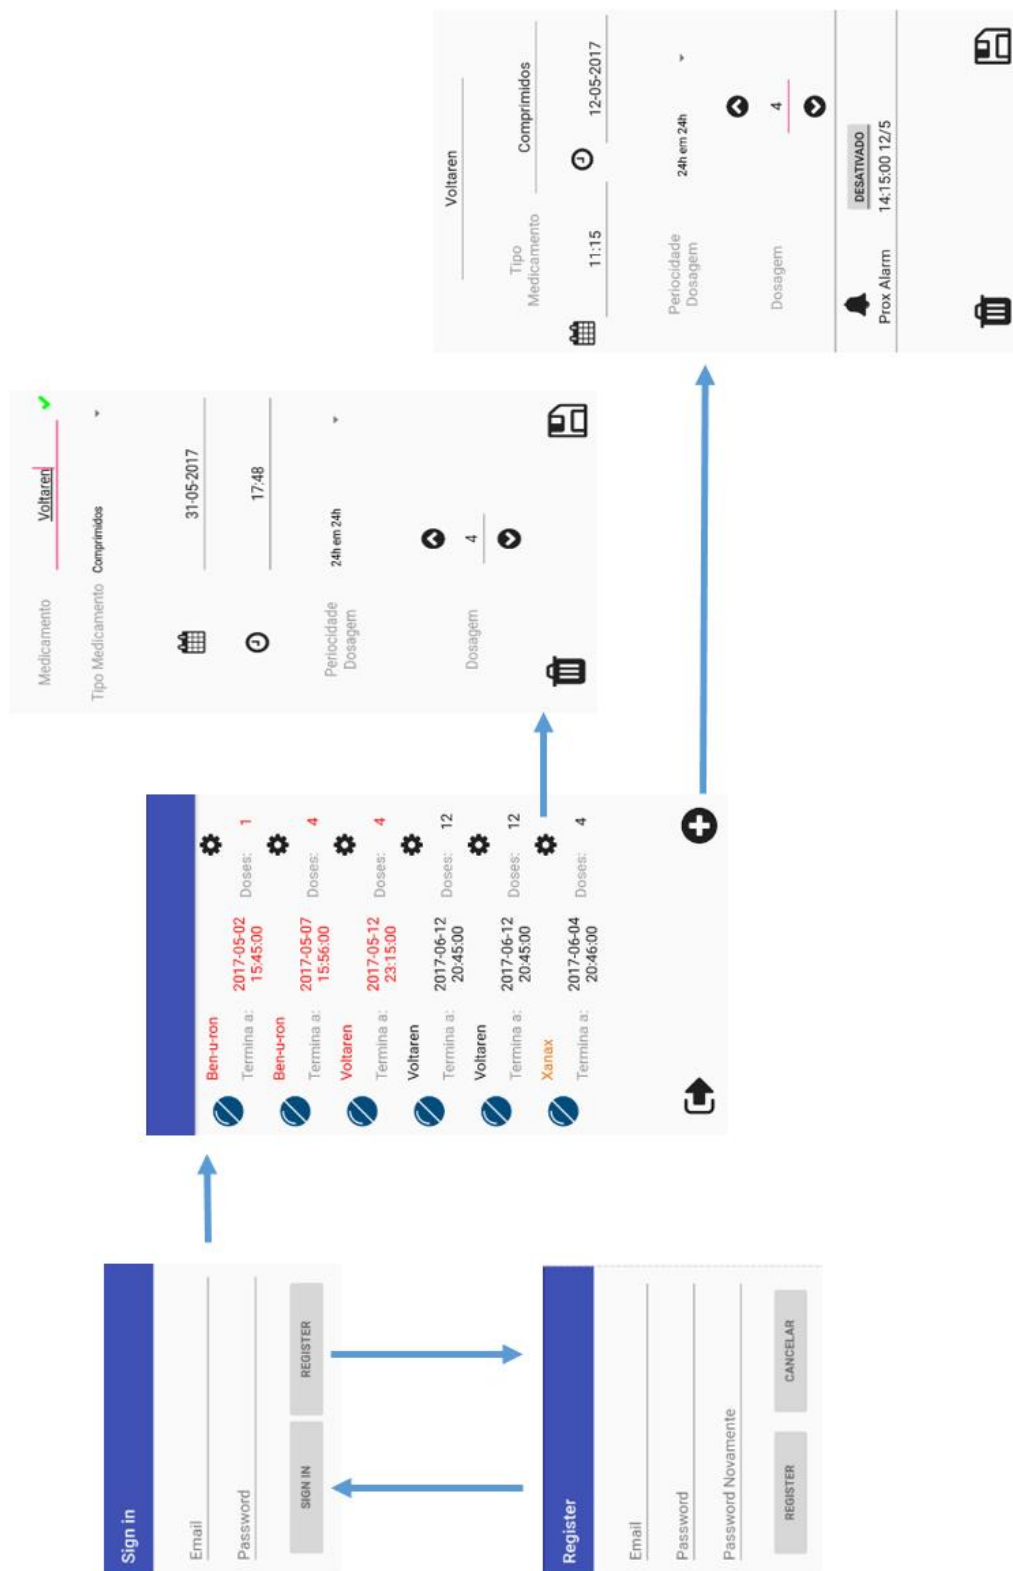 Sign in
Email
Password
SIGN IN
REGISTER
Register
Email
Password
Password Novamente
REGISTER
CANCELAR
Ben-u-ron
Termina a: 2017-05-02 15:45:00 Doses: 1
Ben-u-ron
Termina a: 2017-05-07 15:56:00 Doses: 4
Voltaren
Termina a: 2017-05-12 23:15:00 Doses: 4
Voltaren
Termina a: 2017-06-12 20:45:00 Doses: 12
Voltaren
Termina a: 2017-06-12 20:45:00 Doses: 12
Xanax
Termina a: 2017-06-04 20:46:00 Doses: 4
Medicamento Voltaren
Tipo Medicamento Comprimidos
31-05-2017
17:48
Periocidade
Dosagem
24h em 24h
Dosagem
4
Voltaren
Tipo
Medicamento
Comprimidos
11:15
12-05-2017
Periocidade
Dosagem
24h em 24h
Dosagem
4
DESATIVADO
Prox Alarm 14:15:00 12/5